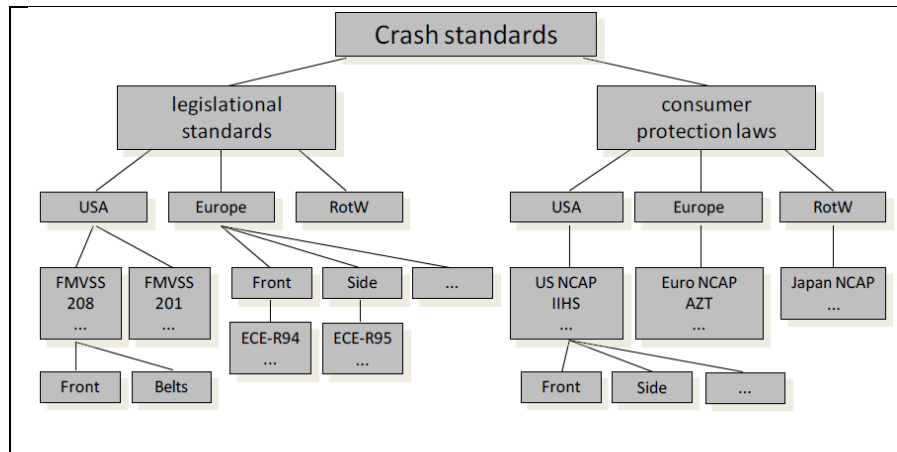 Crash standards
legislational
standards
consumer
protection laws
USA
Europe
RotW
USA
Europe
RotW
FMVSS
208
...
FMVSS
201
...
Front
Side
...
US NCAP
IIHS
...
Euro NCAP
AZT
...
Japan NCAP
...
ECE-R94
...
ECE-R95
...
Front
Belts
Front
Side
...